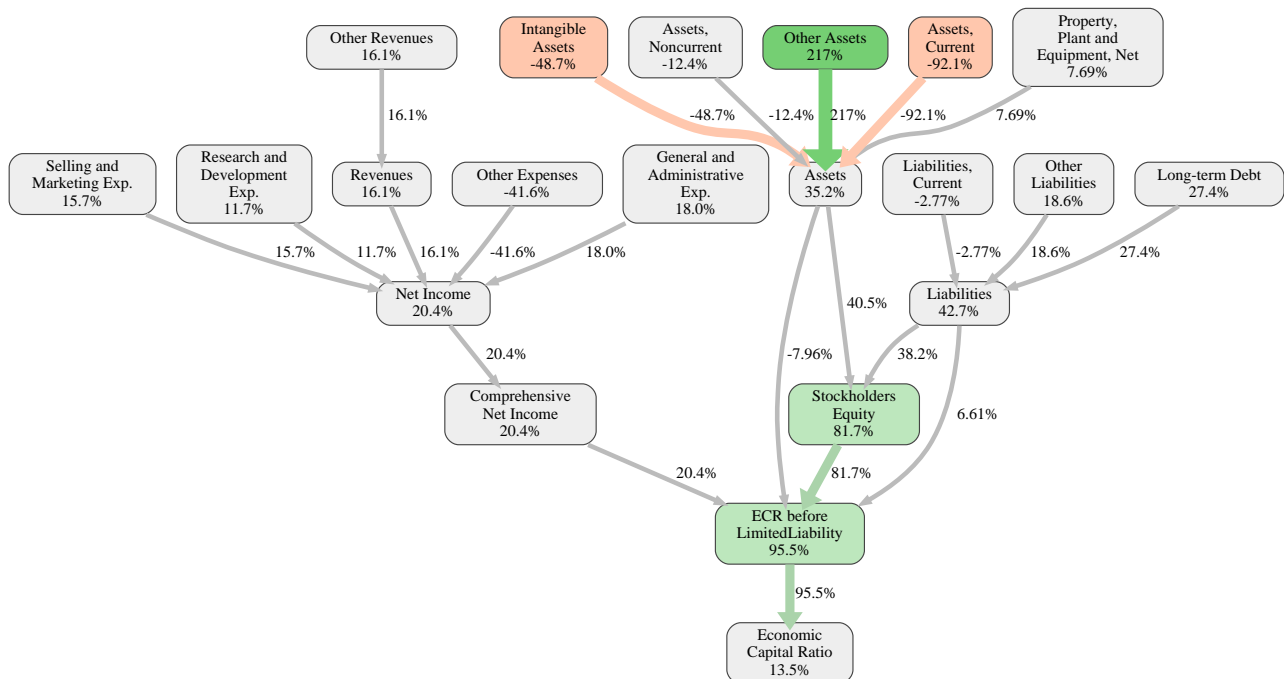 Other Revenues
16.1%
Intangible
Assets
-48.7%
Assets,
Noncurrent
-12.4%
Other Assets
217%
Assets,
Current
-92.1%
Property,
Plant and
Equipment, Net
7.69%
16.1%
-48.7%
-12.4%
217%
-92.1%
7.69%
Selling and
Marketing Exp.
15.7%
Research and
Development
Exp.
11.7%
Revenues
16.1%
Other Expenses
-41.6%
General and
Administrative
Exp.
18.0%
Assets
35.2%
Liabilities,
Current
-2.77%
Other
Liabilities
18.6%
Long-term Debt
27.4%
15.7%
11.7%
16.1%
-41.6%
18.0%
-2.77%
18.6%
27.4%
Net Income
20.4%
Liabilities
42.7%
40.5%
20.4%
-7.96%
38.2%
Comprehensive
Net Income
20.4%
Stockholders
Equity
81.7%
6.61%
20.4%
81.7%
ECR before
LimitedLiability
95.5%
95.5%
Economic
Capital Ratio
13.5%